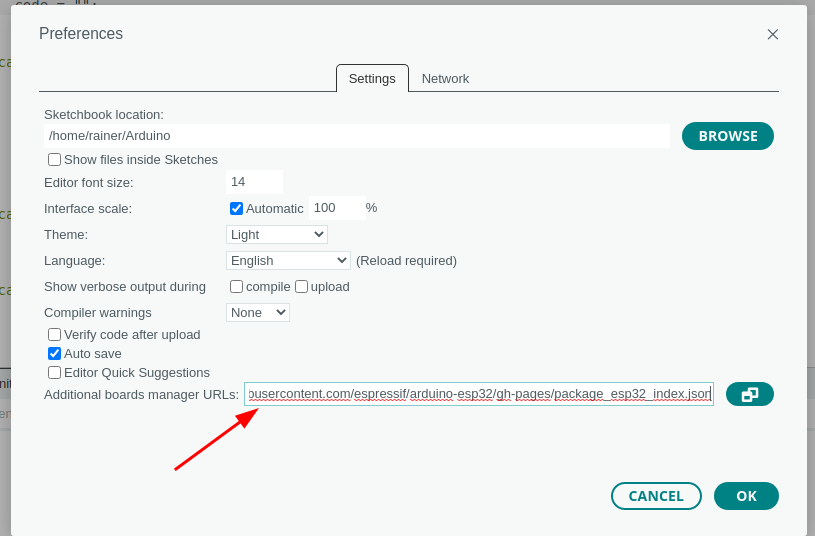 code = "";
Preferences
Settings Network
Sketchbook location:
/home/rainer/Arduino
BROWSE
Show files inside Sketches
Editor font size: 14
Interface scale: Automatic 100 %
Theme: Light
Language: English (Reload required)
Show verbose output during compile upload
Compiler warnings None
Verify code after upload
Auto save
Editor Quick Suggestions
Additional boards manager URLs: ousercontent.com/espressif/arduino-esp32/gh-pages/package_esp32_index.json
CANCEL OK